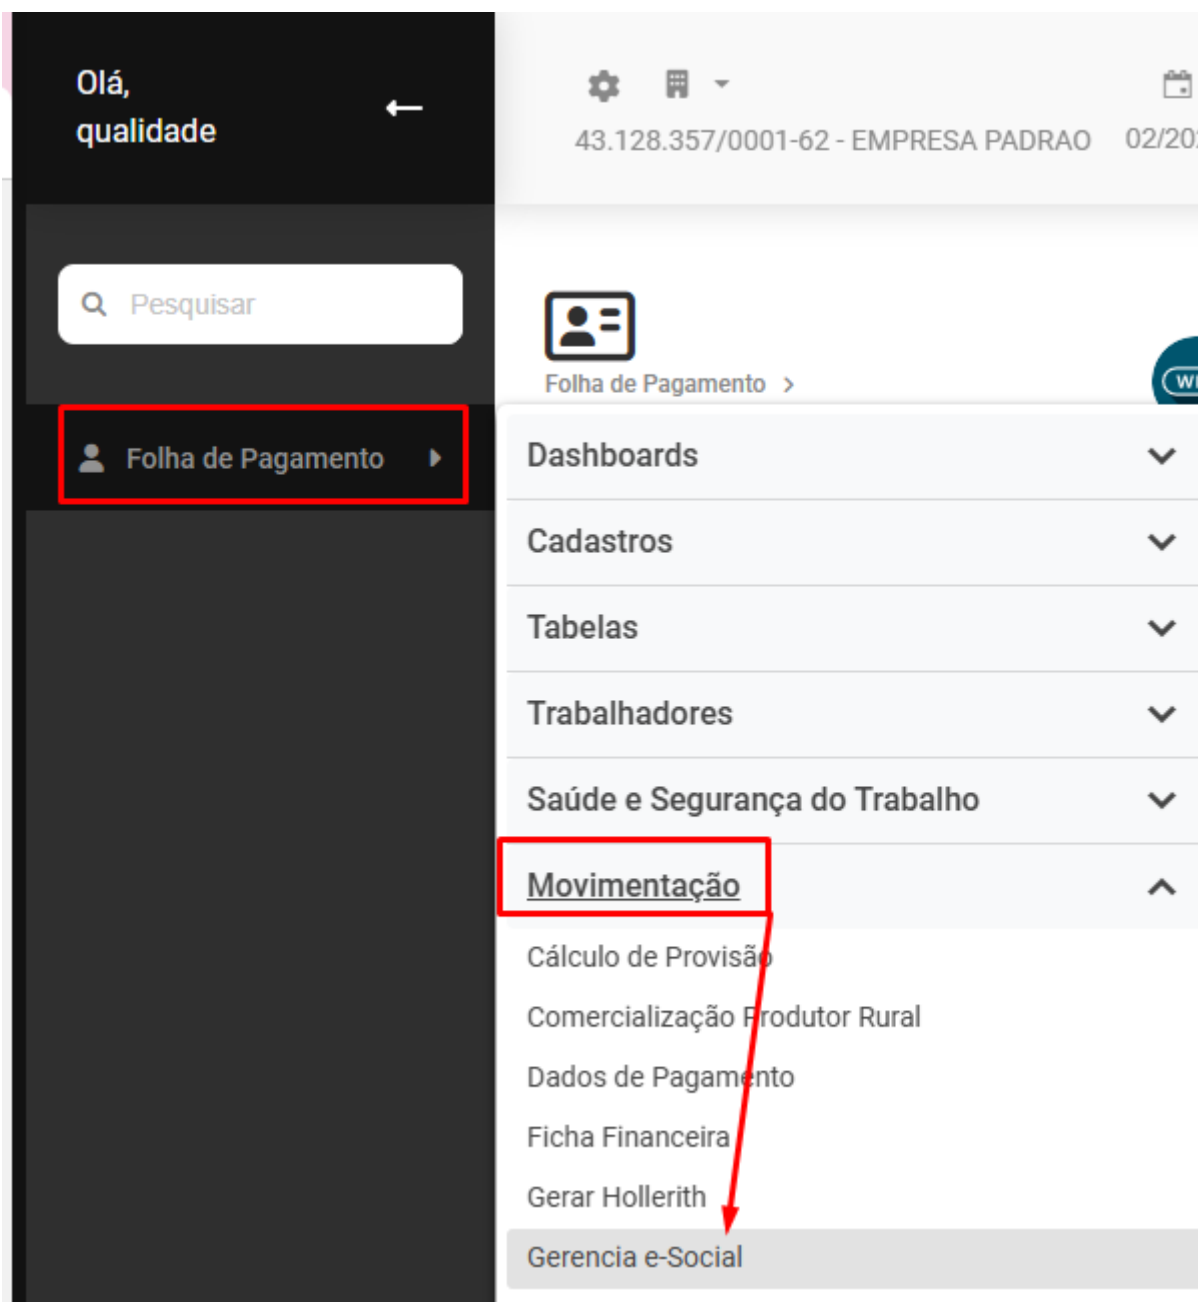 Olá,
qualidade
43.128.357/0001-62 - EMPRESA PADRAO
Pesquisar
Folha de Pagamento >
Folha de Pagamento
Dashboards
Cadastros
Tabelas
Trabalhadores
Saúde e Segurança do Trabalho
Movimentação
Cálculo de Provisão
Comercialização Produtor Rural
Dados de Pagamento
Ficha Financeira
Gerar Hollerith
Gerencia e-Social